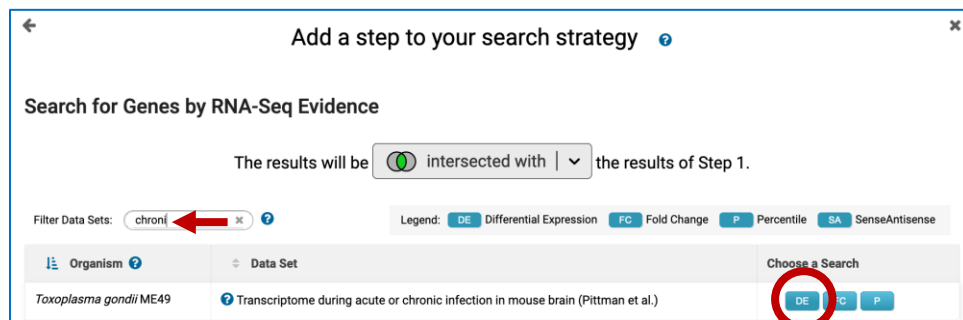 Add a step to your search strategy ?
Search for Genes by RNA-Seq Evidence
The results will be intersected with the results of Step 1.
Filter Data Sets: chroni × ? Legend: DE Differential Expression FC Fold Change P Percentile SA SenseAntisense
Organism ? Data Set Choose a Search
Toxoplasma gondii ME49 ? Transcriptome during acute or chronic infection in mouse brain (Pittman et al.) DE FC P